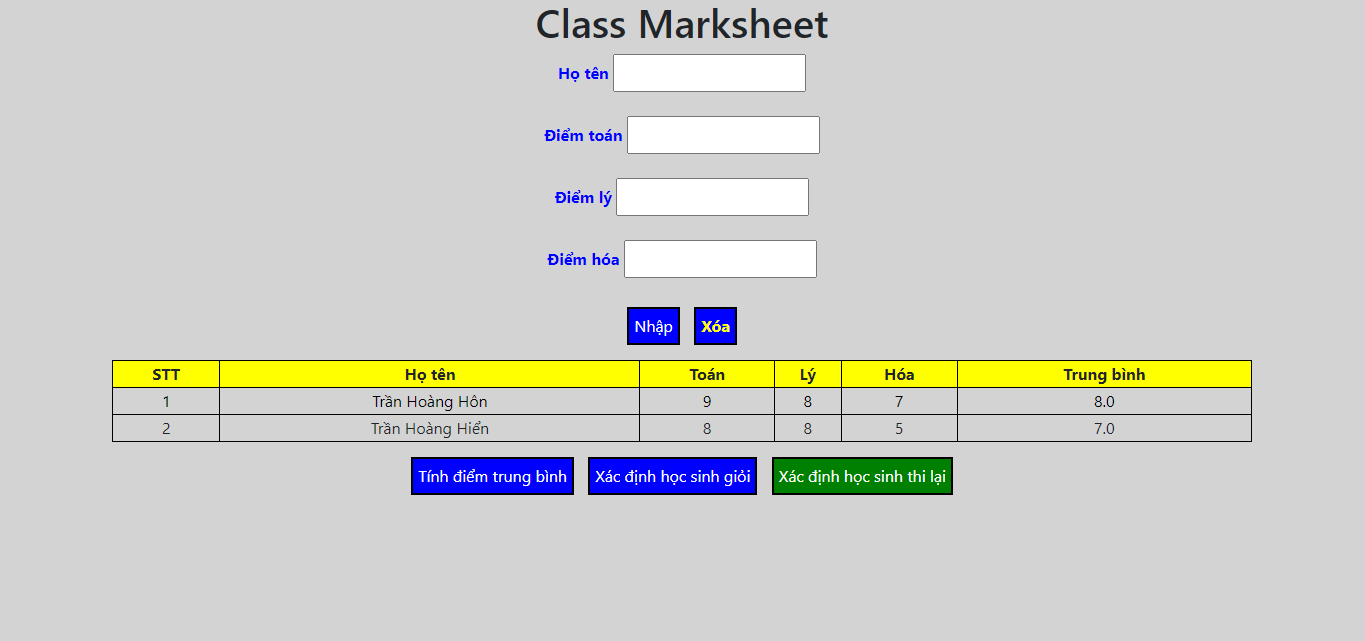 Class Marksheet
Họ tên
Điểm toán
Điểm lý
Điểm hóa
Nhập Xóa
STT Họ tên Toán Lý Hóa Trung bình
1 Trần Hoàng Hôn 9 8 7 8.0
2 Trần Hoàng Hiển 8 8 5 7.0
Tính điểm trung bình Xác định học sinh giỏi Xác định học sinh thi lại